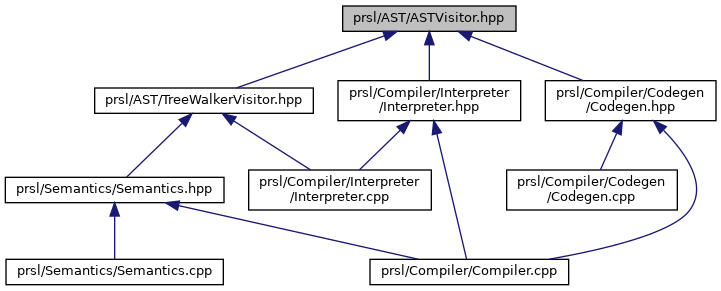 prsl/AST/ASTVisitor.hpp
prsl/AST/TreeWalkerVisitor.hpp
prsl/Compiler/Interpreter
/Interpreter.hpp
prsl/Compiler/Codegen
/Codegen.hpp
prsl/Semantics/Semantics.hpp
prsl/Compiler/Interpreter
/Interpreter.cpp
prsl/Compiler/Codegen
/Codegen.cpp
prsl/Semantics/Semantics.cpp
prsl/Compiler/Compiler.cpp